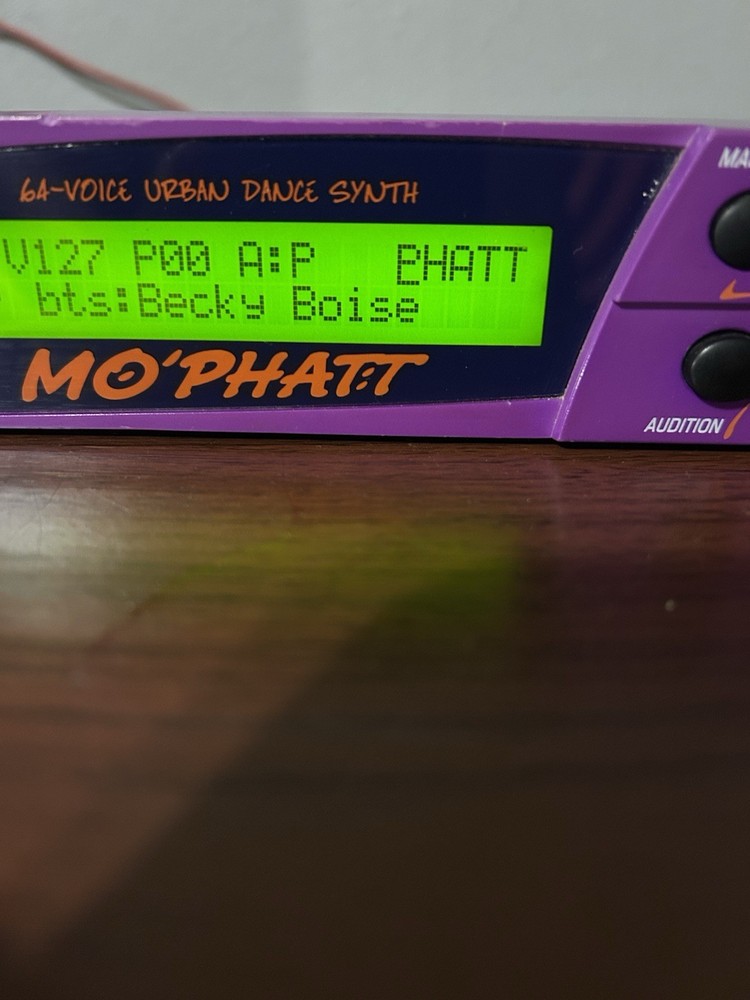 64-VOICE URBAN DANCE SYNTH
V127 P00 A:P PHATT
bts:Becky Boise
MO'PHATT
AUDITION